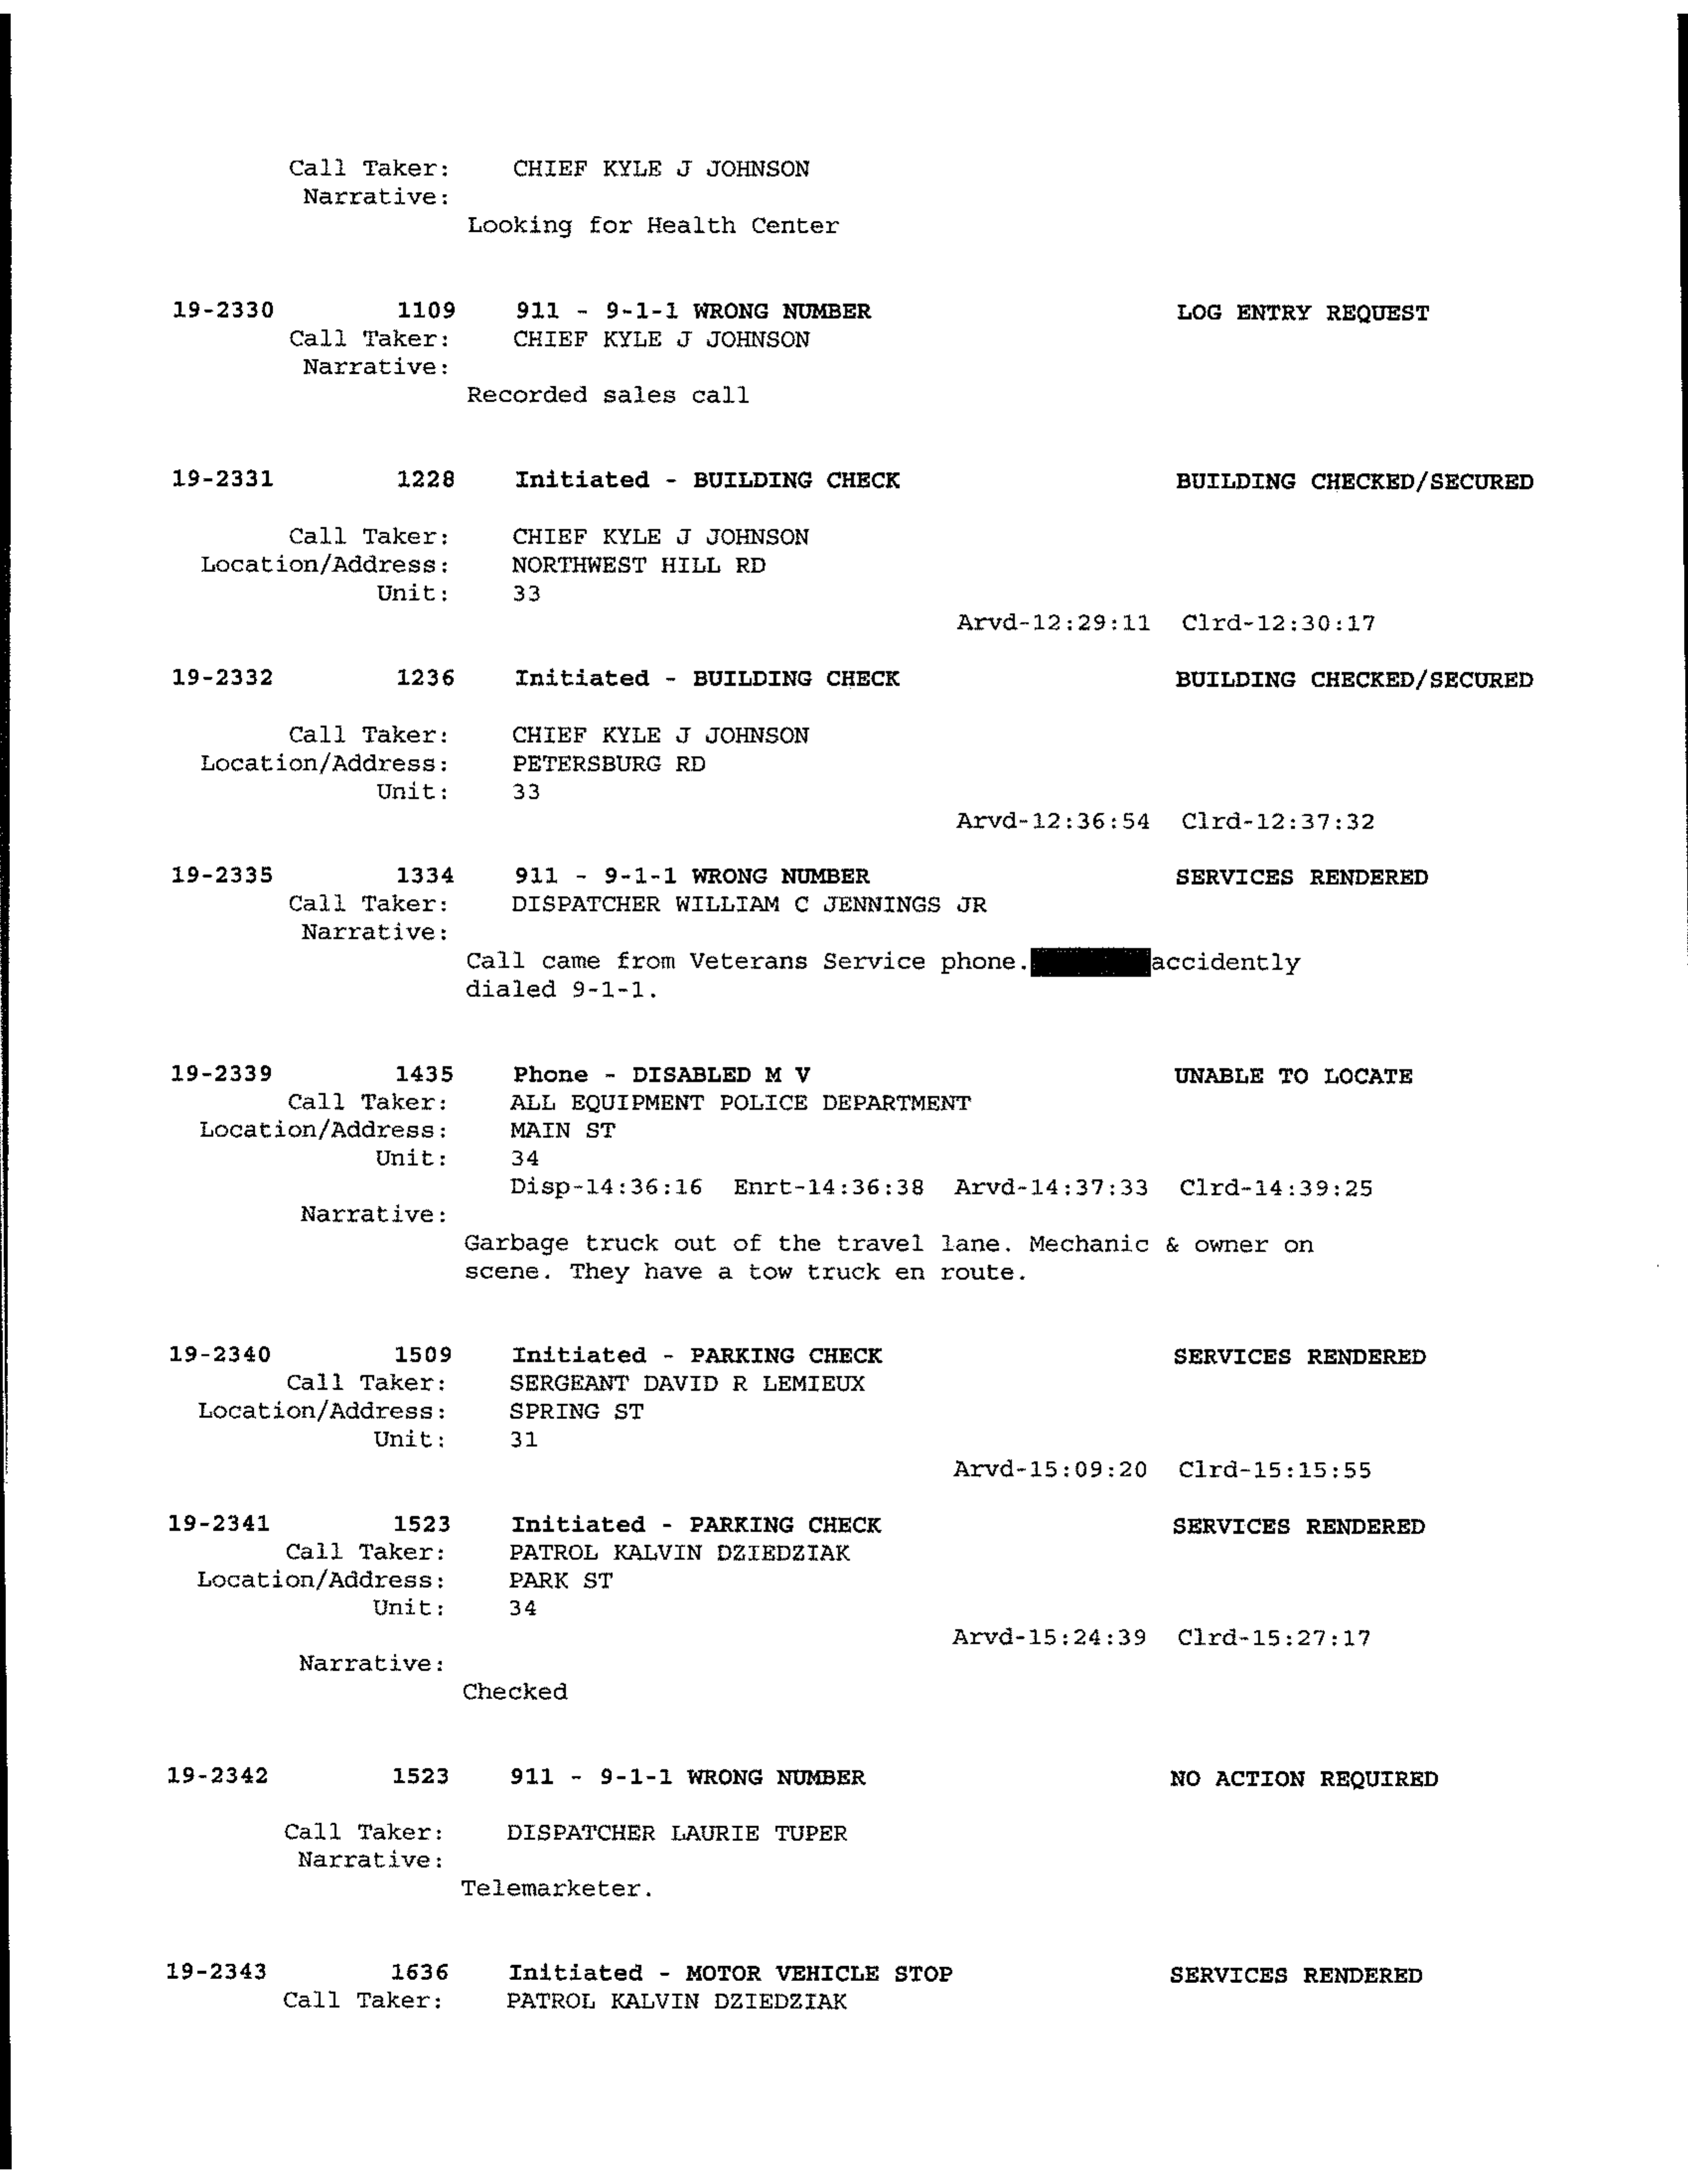 Call Taker: CHIEF KYLE J JOHNSON
Narrative:
Looking for Health Center
19-2330 1109 911 - 9-1-1 WRONG NUMBER LOG ENTRY REQUEST
Call Taker: CHIEF KYLE J JOHNSON
Narrative:
Recorded sales call
19-2331 1228 Initiated - BUILDING CHECK BUILDING CHECKED/SECURED
Call Taker: CHIEF KYLE J JOHNSON
Location/Address: NORTHWEST HILL RD
Unit: 33
Arvd-12:29:11 Clrd-12:30:17
19-2332 1236 Initiated - BUILDING CHECK BUILDING CHECKED/SECURED
Call Taker: CHIEF KYLE J JOHNSON
Location/Address: PETERSBURG RD
Unit: 33
Arvd-12:36:54 Clrd-12:37:32
19-2335 1334 911 - 9-1-1 WRONG NUMBER SERVICES RENDERED
Call Taker: DISPATCHER WILLIAM C JENNINGS JR
Narrative:
Call came from Veterans Service phone. accidently
dialed 9-1-1.
19-2339 1435 Phone - DISABLED M V UNABLE TO LOCATE
Call Taker: ALL EQUIPMENT POLICE DEPARTMENT
Location/Address: MAIN ST
Unit: 34
Disp-14:36:16 Enrt-14:36:38 Arvd-14:37:33 Clrd-14:39:25
Narrative:
Garbage truck out of the travel lane. Mechanic & owner on
scene. They have a tow truck en route.
19-2340 1509 Initiated - PARKING CHECK SERVICES RENDERED
Call Taker: SERGEANT DAVID R LEMIEUX
Location/Address: SPRING ST
Unit: 31
Arvd-15:09:20 Clrd-15:15:55
19-2341 1523 Initiated - PARKING CHECK SERVICES RENDERED
Call Taker: PATROL KALVIN DZIEDZIAK
Location/Address: PARK ST
Unit: 34
Arvd-15:24:39 Clrd-15:27:17
Narrative:
Checked
19-2342 1523 911 - 9-1-1 WRONG NUMBER NO ACTION REQUIRED
Call Taker: DISPATCHER LAURIE TUPER
Narrative:
Telemarketer.
19-2343 1636 Initiated - MOTOR VEHICLE STOP SERVICES RENDERED
Call Taker: PATROL KALVIN DZIEDZIAK